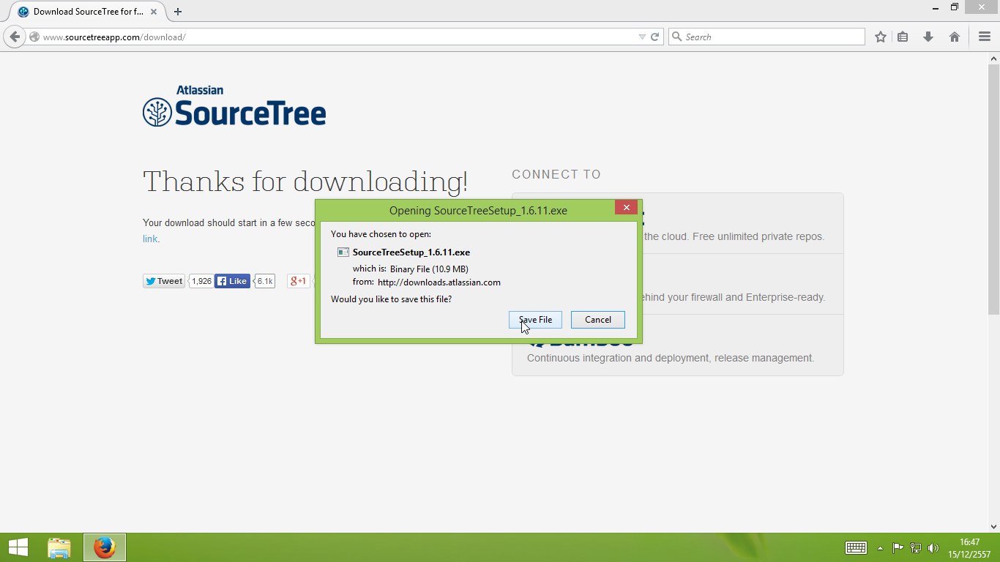 Download SourceTree for f...
www.sourcetreeapp.com/download/
Search
Atlassian
SourceTree
Thanks for downloading!
Your download should start in a few seco
link.
Tweet 1,926 Like 6.1k g+1
CONNECT TO
the cloud. Free unlimited private repos.
ehind your firewall and Enterprise-ready.
Bamboo
Continuous integration and deployment, release management.
Opening SourceTreeSetup_1.6.11.exe
You have chosen to open:
SourceTreeSetup_1.6.11.exe
which is: Binary File (10.9 MB)
from: http://downloads.atlassian.com
Would you like to save this file?
Save File Cancel
16:47
15/12/2557